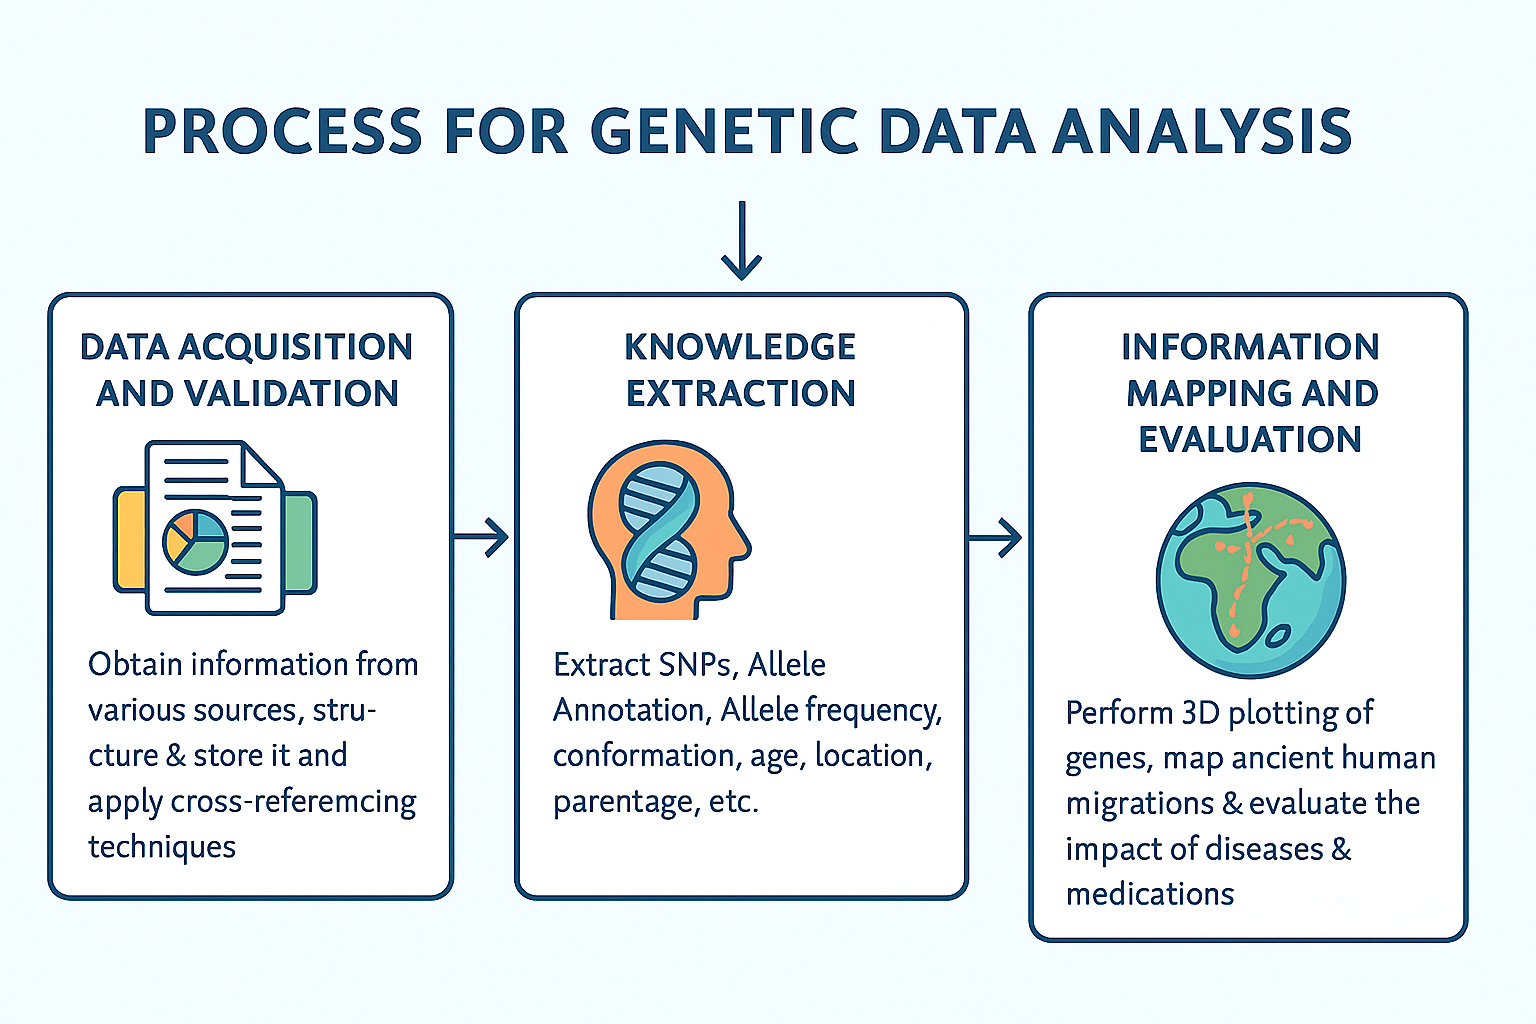 PROCESS FOR GENETIC DATA ANALYSIS
DATA ACQUISITION
AND VALIDATION
Obtain information from
various sources, stru-
cture & store it and
apply cross-referemcing
techniques
KNOWLEDGE
EXTRACTION
Extract SNPs, Allele
Annotation, Allele frequency,
conformation, age, location,
parentage, etc.
INFORMATION
MAPPING AND
EVALUATION
Perform 3D plotting of
genes, map ancient human
migrations & evaluate the
impact of diseases &
medications